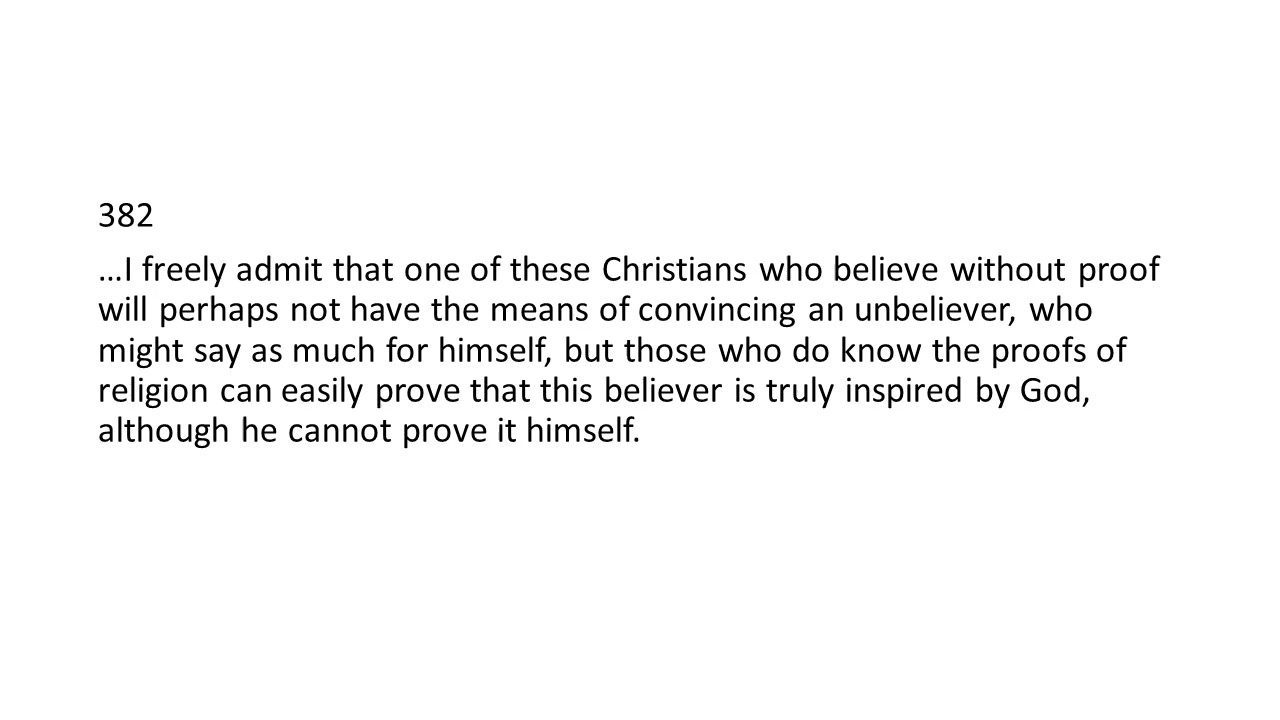 382
…I freely admit that one of these Christians who believe without proof
will perhaps not have the means of convincing an unbeliever, who
might say as much for himself, but those who do know the proofs of
religion can easily prove that this believer is truly inspired by God,
although he cannot prove it himself.